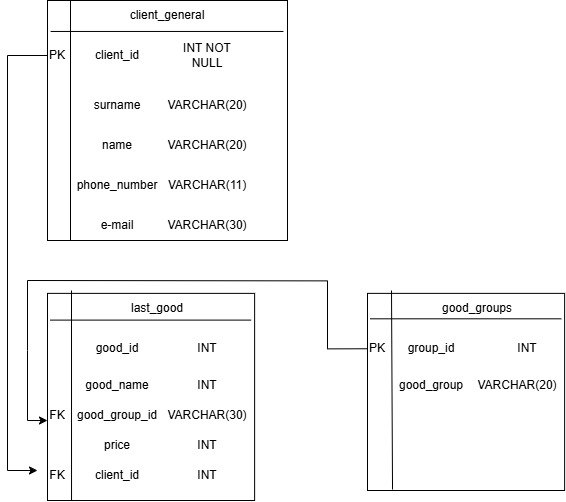 client_general
PK client_id INT NOT
NULL
surname VARCHAR(20)
name VARCHAR(20)
phone_number VARCHAR(11)
e-mail VARCHAR(30)
last_good
good_id INT
good_name INT
FK good_group_id VARCHAR(30)
price INT
FK client_id INT
good_groups
PK group_id INT
good_group VARCHAR(20)